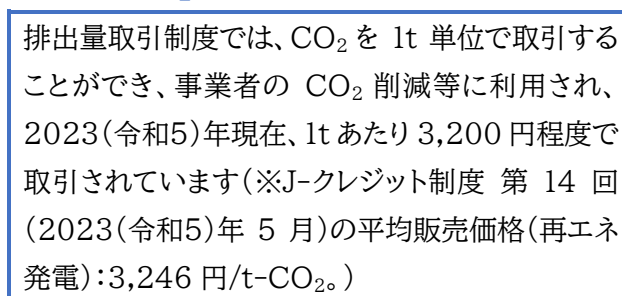 排出量取引制度では、CO₂を 1t 単位で取引する
ことができ、事業者の CO₂ 削減等に利用され、
2023(令和5)年現在、1t あたり 3,200 円程度で
取引されています(※J-クレジット制度 第 14 回
(2023(令和5)年 5 月)の平均販売価格(再エネ
発電):3,246 円/t-CO₂。)